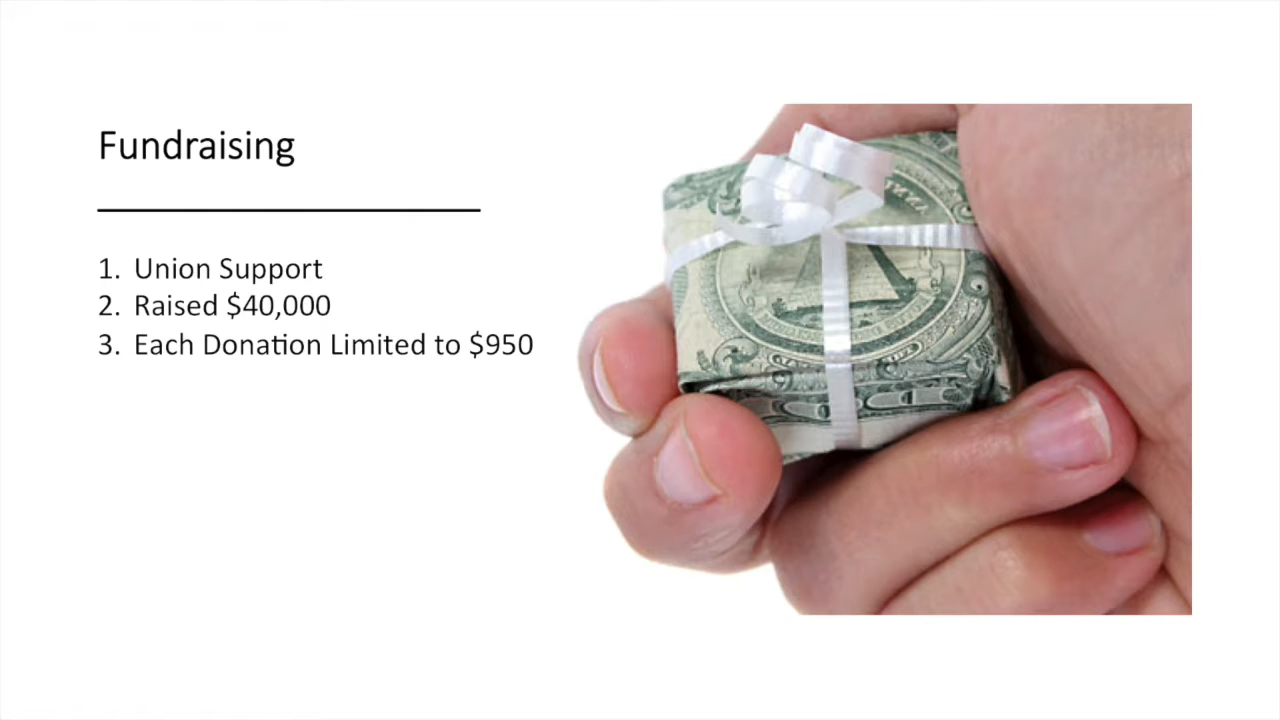 Fundraising
1. Union Support
2. Raised $40,000
3. Each Donation Limited to $950